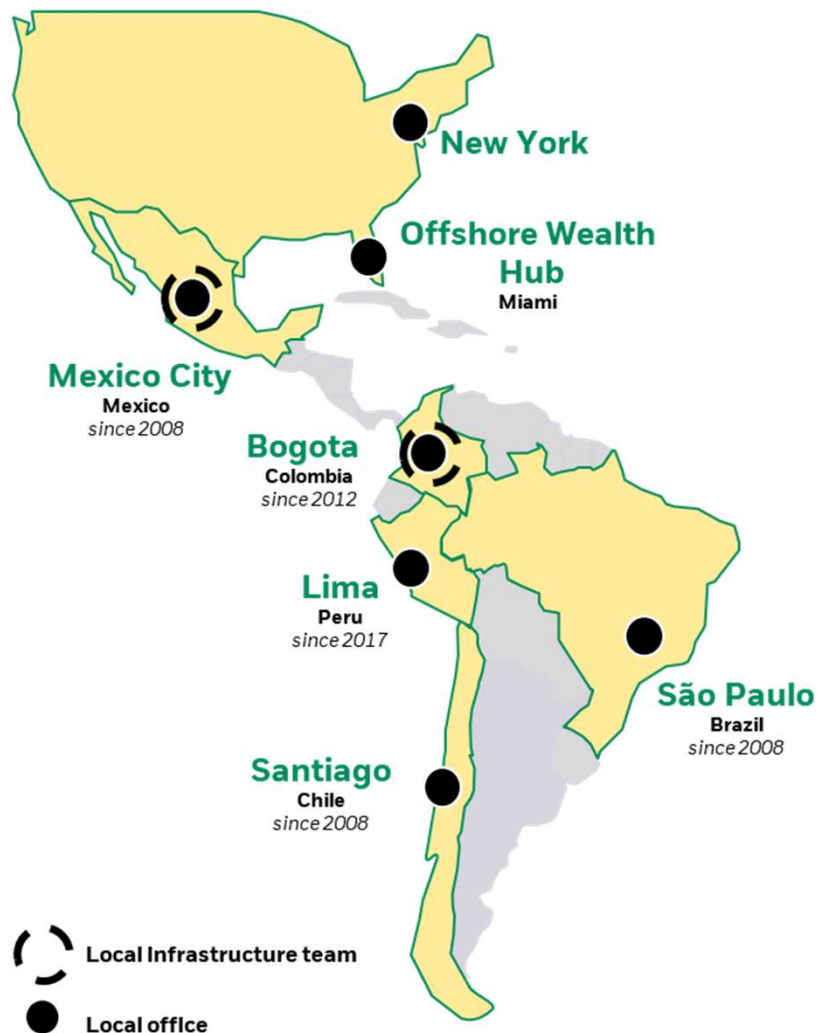 New York
Offshore Wealth
Hub
Miami
Mexico City
Mexico
since 2008
Bogota
Colombia
since 2012
Lima
Peru
since 2017
São Paulo
Brazil
since 2008
Santiago
Chile
since 2008
Local Infrastructure team
Local office